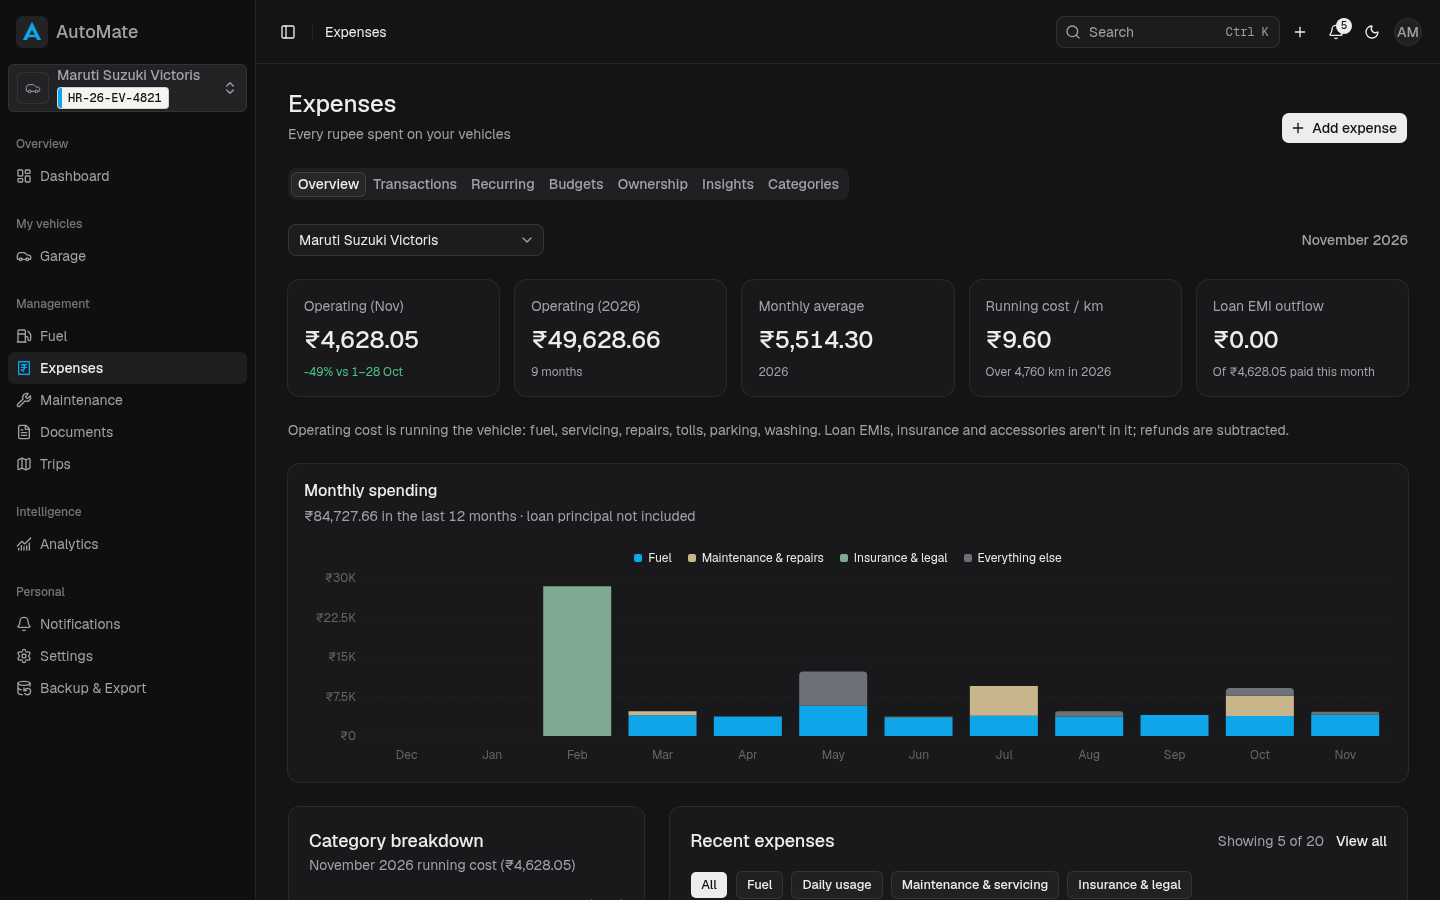 AutoMate
Maruti Suzuki Victoris
HR-26-EV-4821
Overview
Dashboard
My vehicles
Garage
Management
Fuel
Expenses
Maintenance
Documents
Trips
Intelligence
Analytics
Personal
Notifications
Settings
Backup & Export
Expenses
Search
Ctrl K
5
AM
Expenses
Every rupee spent on your vehicles
Add expense
Overview Transactions Recurring Budgets Ownership Insights Categories
Maruti Suzuki Victoris
November 2026
Operating (Nov)
₹4,628.05
-49% vs 1–28 Oct
Operating (2026)
₹49,628.66
9 months
Monthly average
₹5,514.30
2026
Running cost / km
₹9.60
Over 4,760 km in 2026
Loan EMI outflow
₹0.00
Of ₹4,628.05 paid this month
Operating cost is running the vehicle: fuel, servicing, repairs, tolls, parking, washing. Loan EMIs, insurance and accessories aren't in it; refunds are subtracted.
Monthly spending
₹84,727.66 in the last 12 months · loan principal not included
Fuel Maintenance & repairs Insurance & legal Everything else
₹30K
₹22.5K
₹15K
₹7.5K
₹0
Dec Jan Feb Mar Apr May Jun Jul Aug Sep Oct Nov
Category breakdown
November 2026 running cost (₹4,628.05)
Recent expenses
Showing 5 of 20
View all
All Fuel Daily usage Maintenance & servicing Insurance & legal